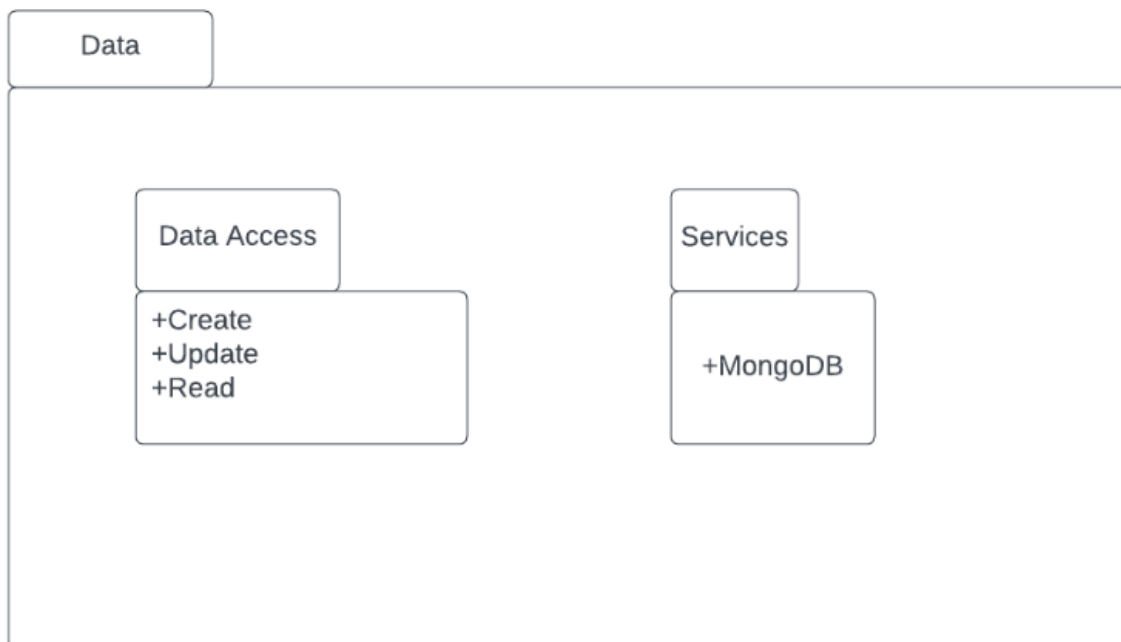 Data
Data Access
+Create
+Update
+Read
Services
+MongoDB